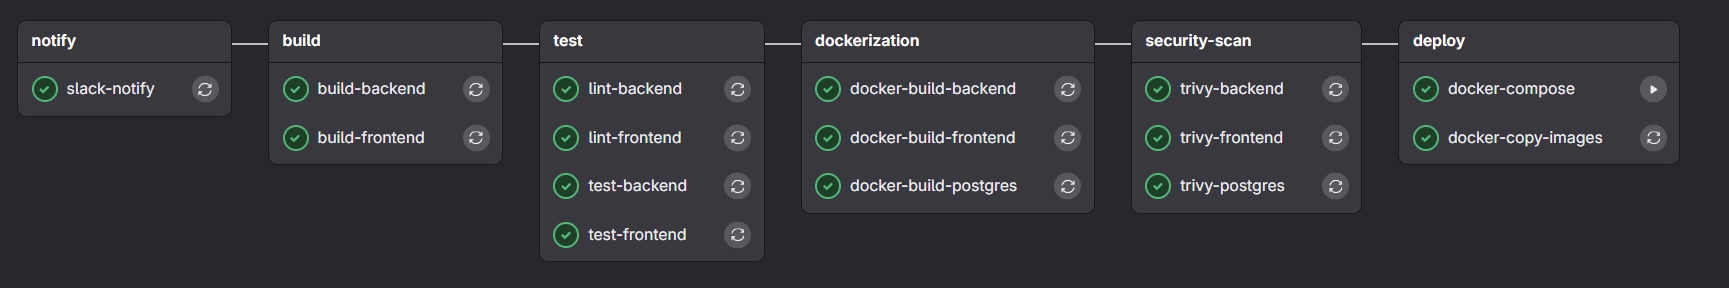 notify
slack-notify
build
build-backend
build-frontend
test
lint-backend
lint-frontend
test-backend
test-frontend
dockerization
docker-build-backend
docker-build-frontend
docker-build-postgres
security-scan
trivy-backend
trivy-frontend
trivy-postgres
deploy
docker-compose
docker-copy-images